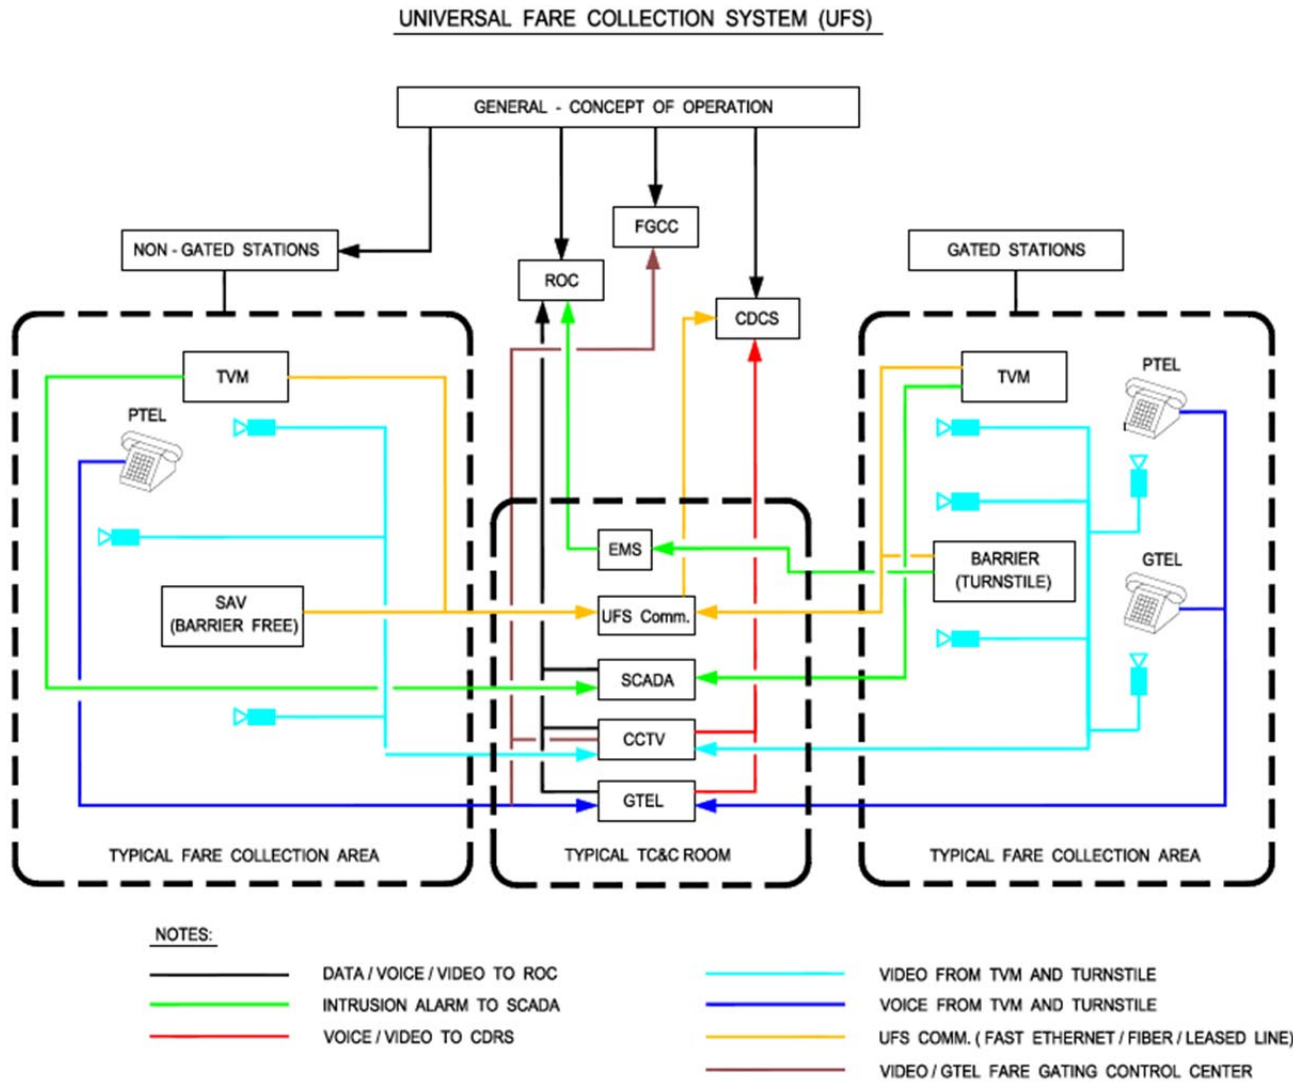 UNIVERSAL FARE COLLECTION SYSTEM (UFS)
GENERAL - CONCEPT OF OPERATION
FGCC
NON - GATED STATIONS
GATED STATIONS
ROC
CDCS
TVM
TVM
PTEL
PTEL
EMS
BARRIER
(TURNSTILE)
GTEL
SAV
(BARRIER FREE)
UFS Comm.
SCADA
CCTV
GTEL
TYPICAL FARE COLLECTION AREA
TYPICAL TC&C ROOM
TYPICAL FARE COLLECTION AREA
NOTES:
DATA / VOICE / VIDEO TO ROC
INTRUSION ALARM TO SCADA
VOICE / VIDEO TO CDRS
VIDEO FROM TVM AND TURNSTILE
VOICE FROM TVM AND TURNSTILE
UFS COMM. ( FAST ETHERNET / FIBER / LEASED LINE)
VIDEO / GTEL FARE GATING CONTROL CENTER